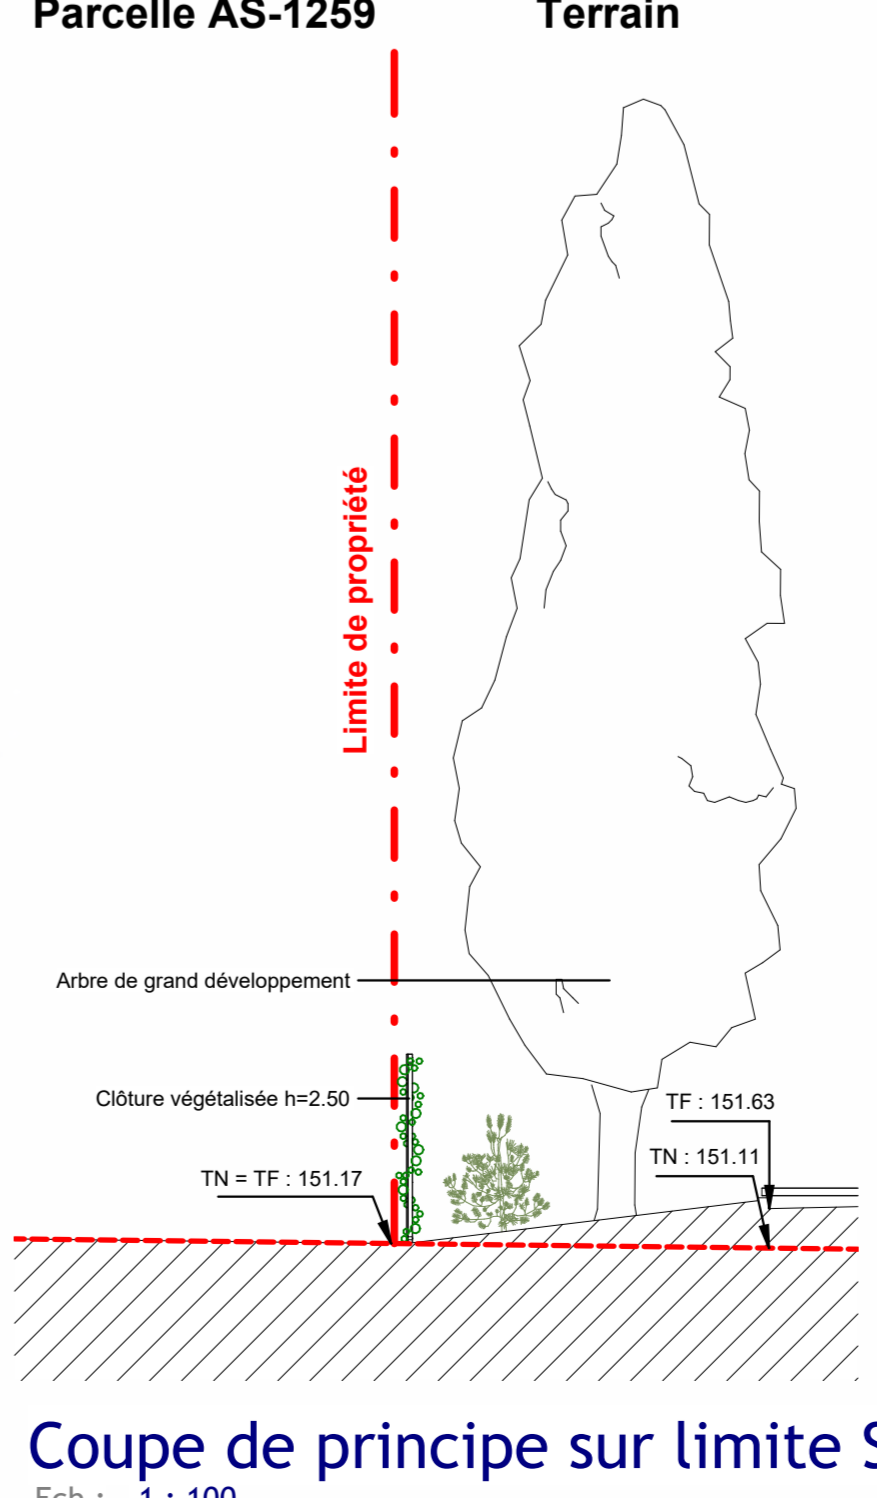 Parcelle AS-1259
Terrain
Limite de propriété
Arbre de grand développement
Clôture végétalisée h=2.50
TF : 151.63
TN : 151.11
TN = TF : 151.17
Coupe de principe sur limite S
Ech : 1 : 100